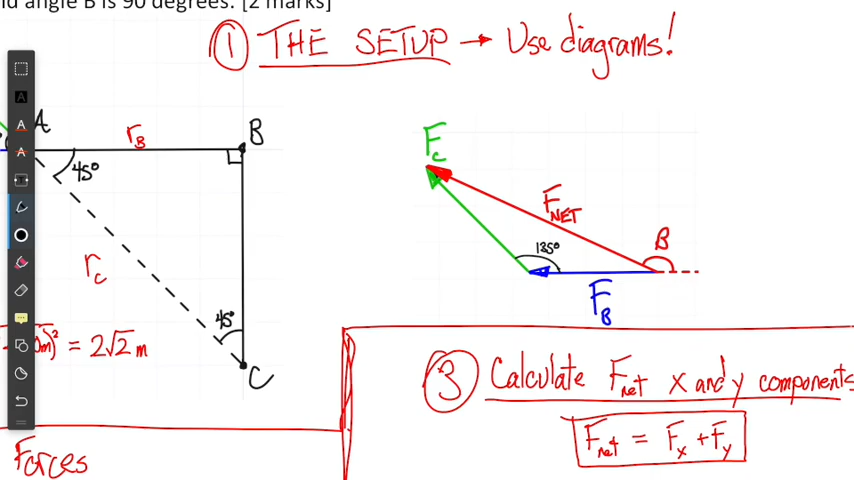 nd angle B is 90 degrees. [2 marks]
① THE SETUP → Use diagrams!
A
r_B
B
45°
r_C
45°
C
)² = 2√2 m
F_C
F_NET
135°
B
F_B
③ Calculate F_net x and y components
F_net = F_x + F_y
Forces